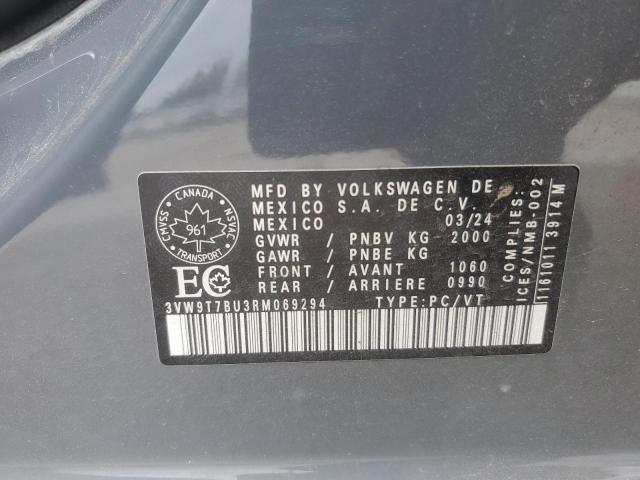 CANADA
CMVSS
NSVAC
961
TRANSPORT
EC
MFD BY VOLKSWAGEN DE
MEXICO S.A. DE C.V.
MEXICO 03/24
GVWR / PNBV KG 2000
GAWR / PNBE KG
FRONT / AVANT 1060
REAR / ARRIERE 0990
3VW9T7BU3RM069294 TYPE:PC/VT
COMPLIES:
ICES/NMB-002
1161011 3914 M